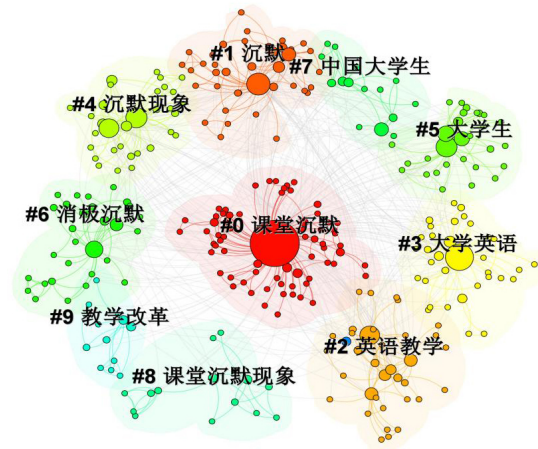 #1 沉默
#7 中国大学生
#4 沉默现象
#5 大学生
#6 消极沉默
#0 课堂沉默
#3 大学英语
#9 教学改革
#2 英语教学
#8 课堂沉默现象